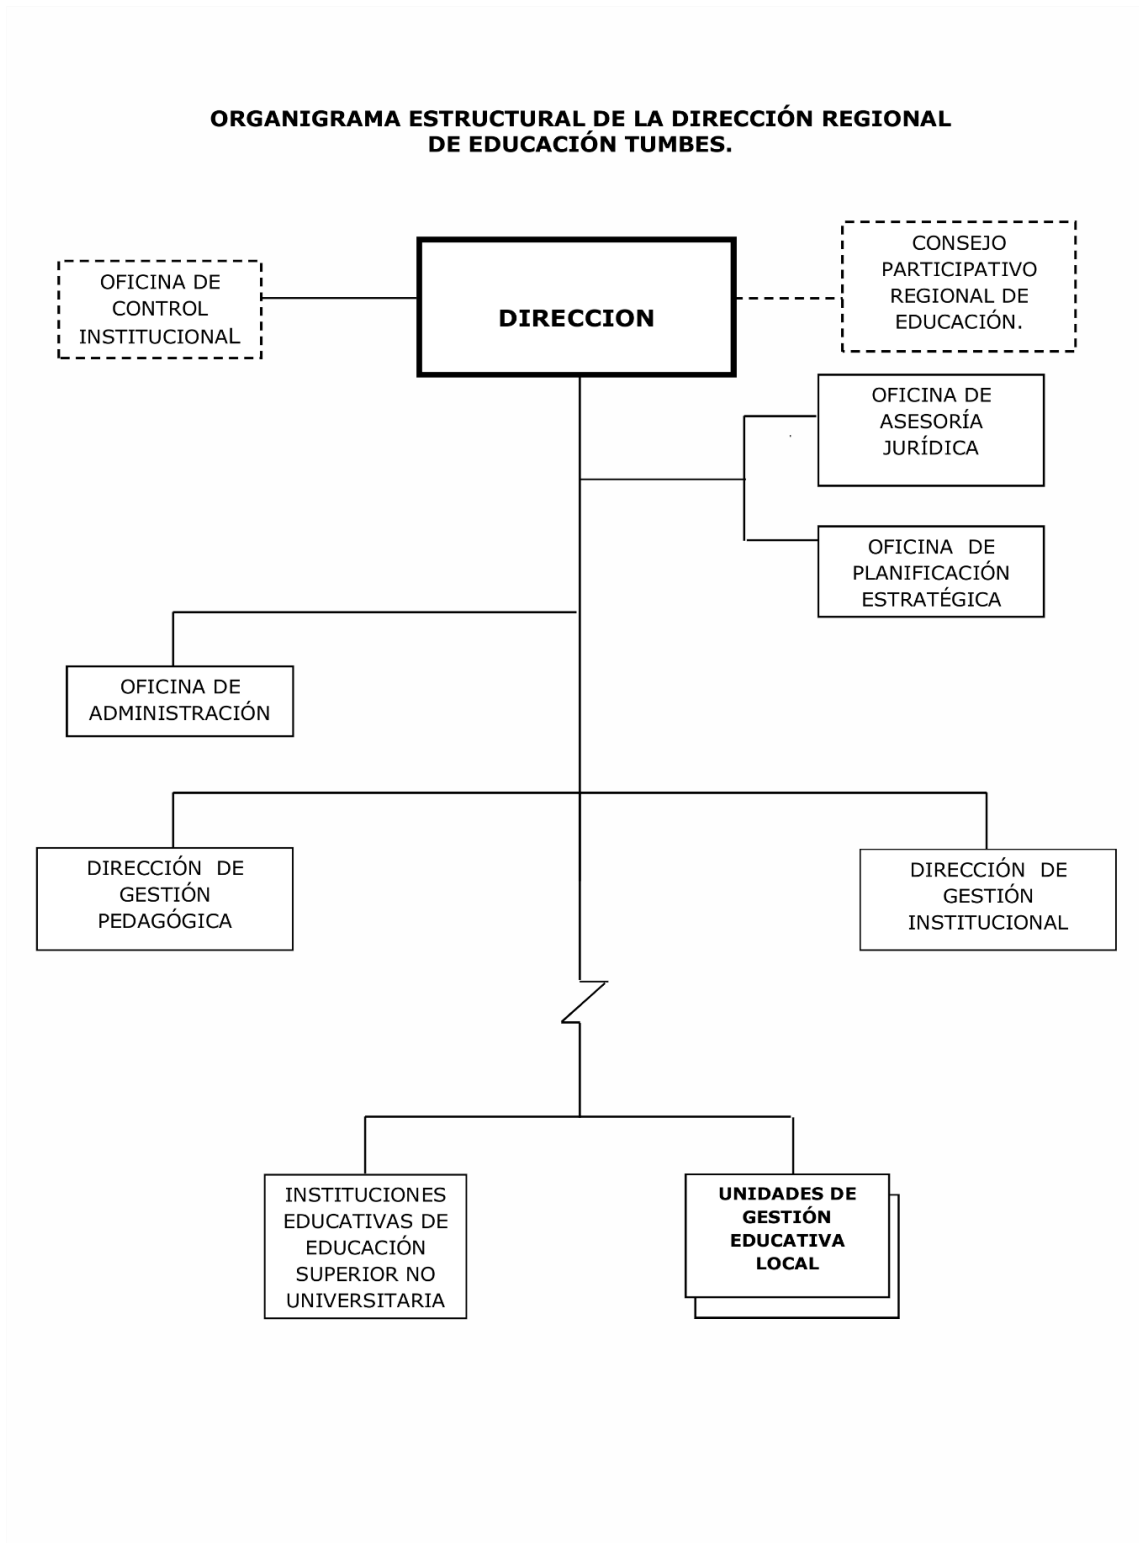 ORGANIGRAMA ESTRUCTURAL DE LA DIRECCIÓN REGIONAL
DE EDUCACIÓN TUMBES.
OFICINA DE
CONTROL
INSTITUCIONAL
DIRECCION
CONSEJO
PARTICIPATIVO
REGIONAL DE
EDUCACIÓN.
OFICINA DE
ASESORÍA
JURÍDICA
OFICINA DE
PLANIFICACIÓN
ESTRATÉGICA
OFICINA DE
ADMINISTRACIÓN
DIRECCIÓN DE
GESTIÓN
PEDAGÓGICA
DIRECCIÓN DE
GESTIÓN
INSTITUCIONAL
INSTITUCIONES
EDUCATIVAS DE
EDUCACIÓN
SUPERIOR NO
UNIVERSITARIA
UNIDADES DE
GESTIÓN
EDUCATIVA
LOCAL